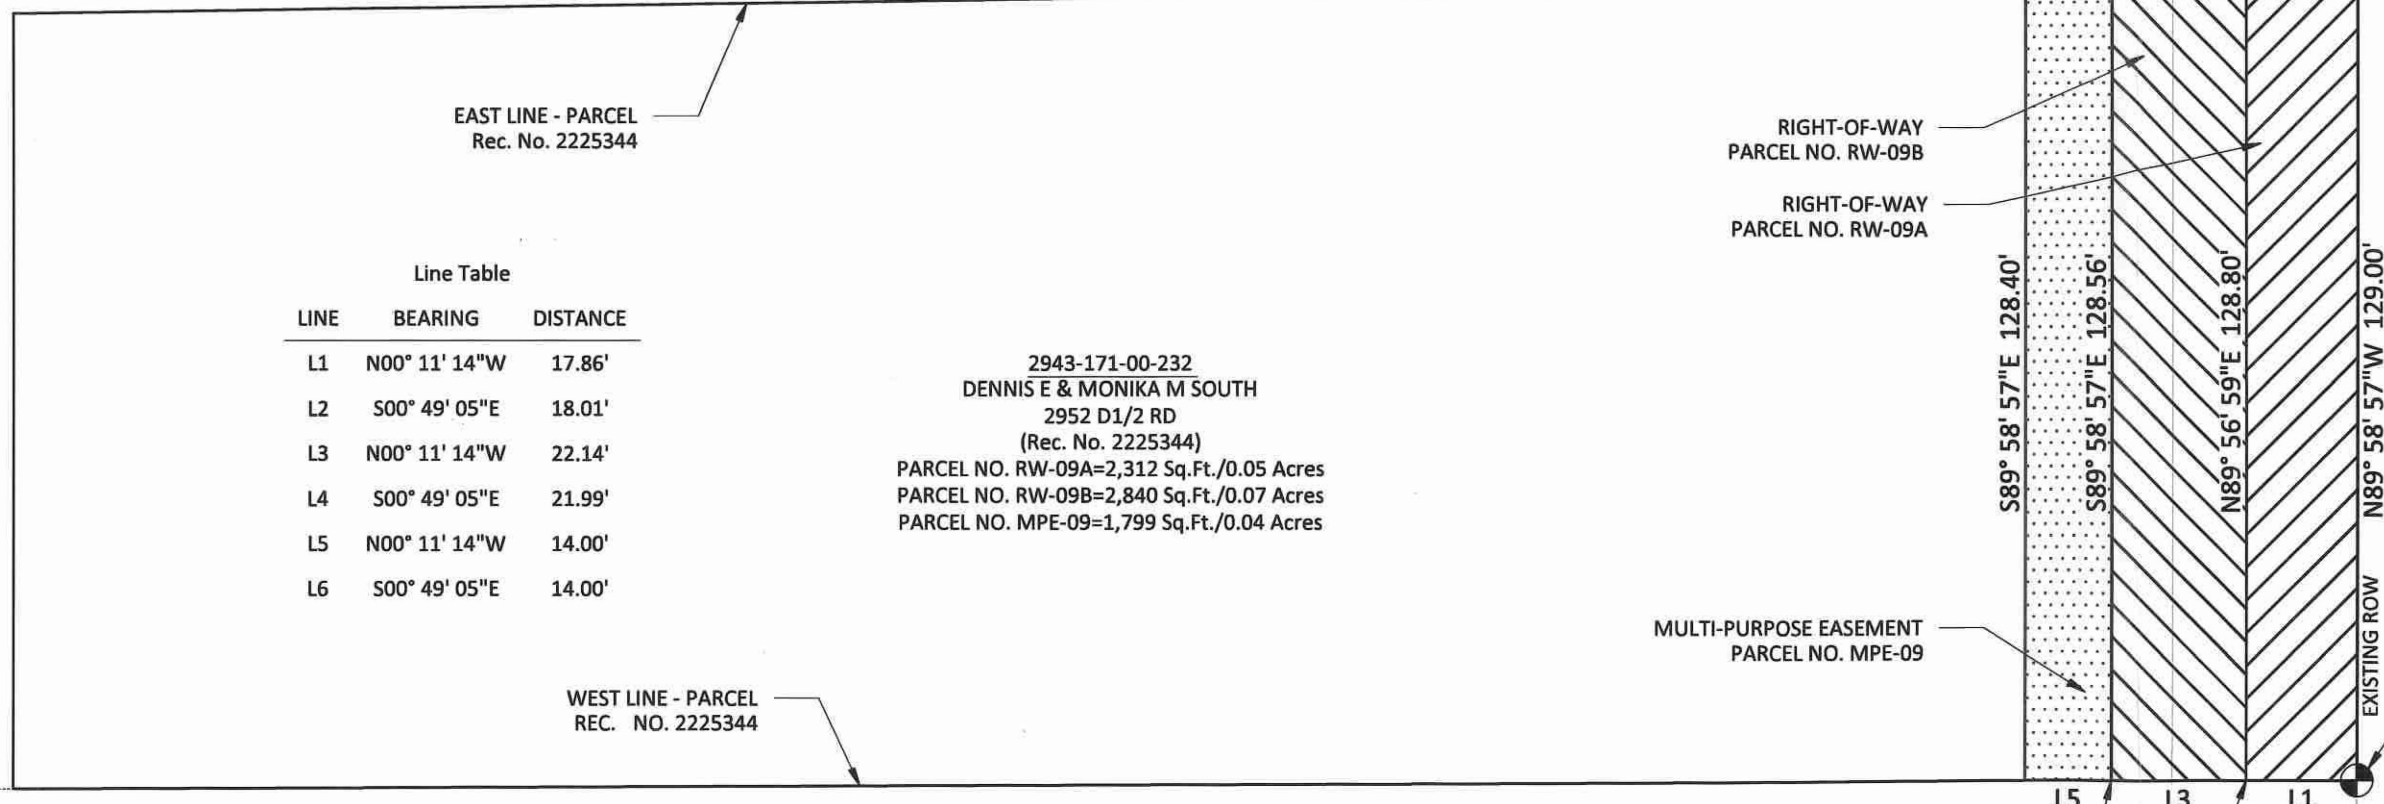 EAST LINE - PARCEL
Rec. No. 2225344
RIGHT-OF-WAY
PARCEL NO. RW-09B
RIGHT-OF-WAY
PARCEL NO. RW-09A
Line Table
LINE BEARING DISTANCE
L1 N00° 11' 14"W 17.86'
L2 S00° 49' 05"E 18.01'
L3 N00° 11' 14"W 22.14'
L4 S00° 49' 05"E 21.99'
L5 N00° 11' 14"W 14.00'
L6 S00° 49' 05"E 14.00'
2943-171-00-232
DENNIS E & MONIKA M SOUTH
2952 D1/2 RD
(Rec. No. 2225344)
PARCEL NO. RW-09A=2,312 Sq.Ft./0.05 Acres
PARCEL NO. RW-09B=2,840 Sq.Ft./0.07 Acres
PARCEL NO. MPE-09=1,799 Sq.Ft./0.04 Acres
S89° 58' 57"E 128.40'
S89° 58' 57"E 128.56'
N89° 56' 59"E 128.80'
N89° 58' 57"W 129.00'
EXISTING ROW
MULTI-PURPOSE EASEMENT
PARCEL NO. MPE-09
WEST LINE - PARCEL
REC. NO. 2225344
L5 L3 L1